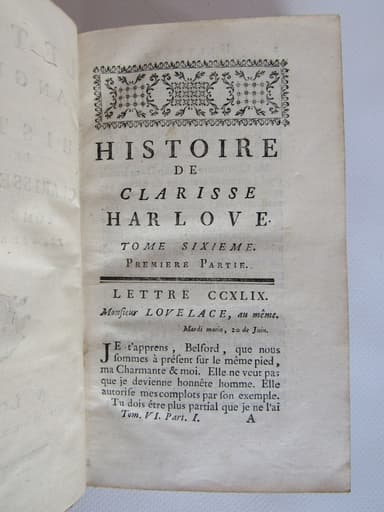 HISTOIRE
DE
CLARISSE
HARLOVE.
TOME SIXIEME.
PREMIERE PARTIE.
LETTRE CCXLIX.
Monsieur LOVELACE, au même.
Mardi matin, 20 de Juin.
JE t'apprens, Belford, que nous
sommes à présent sur le même pied,
ma Charmante & moi. Elle ne veut pas
que je devienne honnête homme. Elle
autorise mes complots par son exemple.
Tu dois être plus partial que je ne l'ai
Tom. VI. Part. I. A